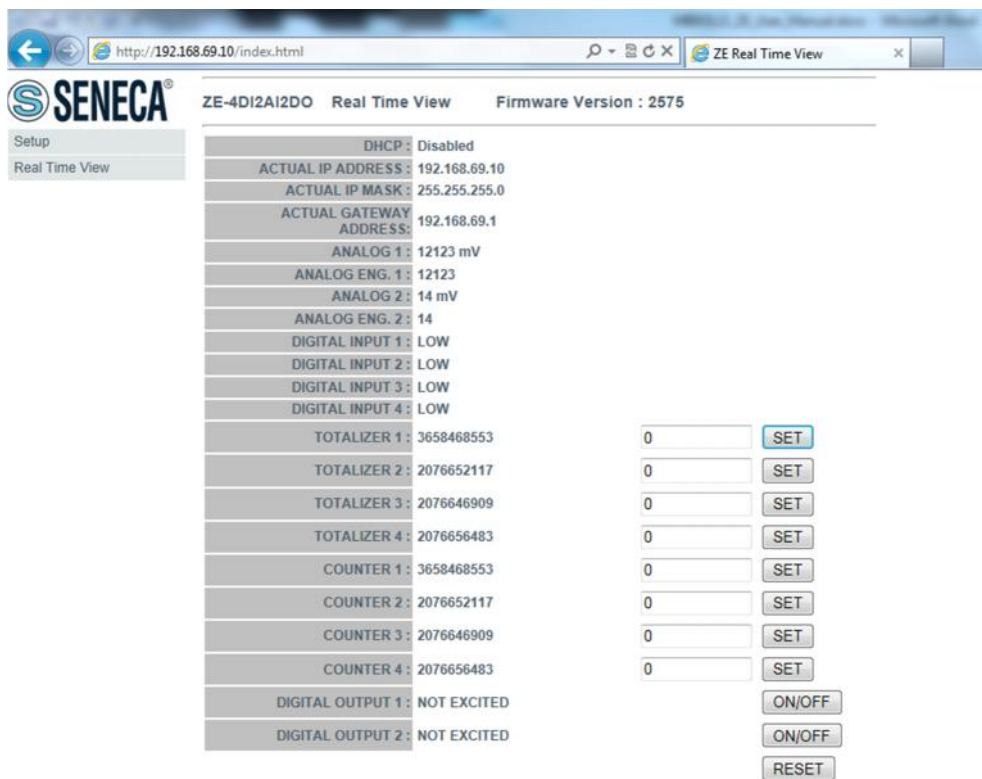 http://192.168.69.10/index.html
ZE Real Time View
SENECA®
ZE-4DI2AI2DO Real Time View Firmware Version : 2575
Setup
Real Time View
DHCP : Disabled
ACTUAL IP ADDRESS : 192.168.69.10
ACTUAL IP MASK : 255.255.255.0
ACTUAL GATEWAY
ADDRESS: 192.168.69.1
ANALOG 1 : 12123 mV
ANALOG ENG. 1 : 12123
ANALOG 2 : 14 mV
ANALOG ENG. 2 : 14
DIGITAL INPUT 1 : LOW
DIGITAL INPUT 2 : LOW
DIGITAL INPUT 3 : LOW
DIGITAL INPUT 4 : LOW
TOTALIZER 1 : 3658468553 0 SET
TOTALIZER 2 : 2076652117 0 SET
TOTALIZER 3 : 2076646909 0 SET
TOTALIZER 4 : 2076656483 0 SET
COUNTER 1 : 3658468553 0 SET
COUNTER 2 : 2076652117 0 SET
COUNTER 3 : 2076646909 0 SET
COUNTER 4 : 2076656483 0 SET
DIGITAL OUTPUT 1 : NOT EXCITED ON/OFF
DIGITAL OUTPUT 2 : NOT EXCITED ON/OFF
RESET